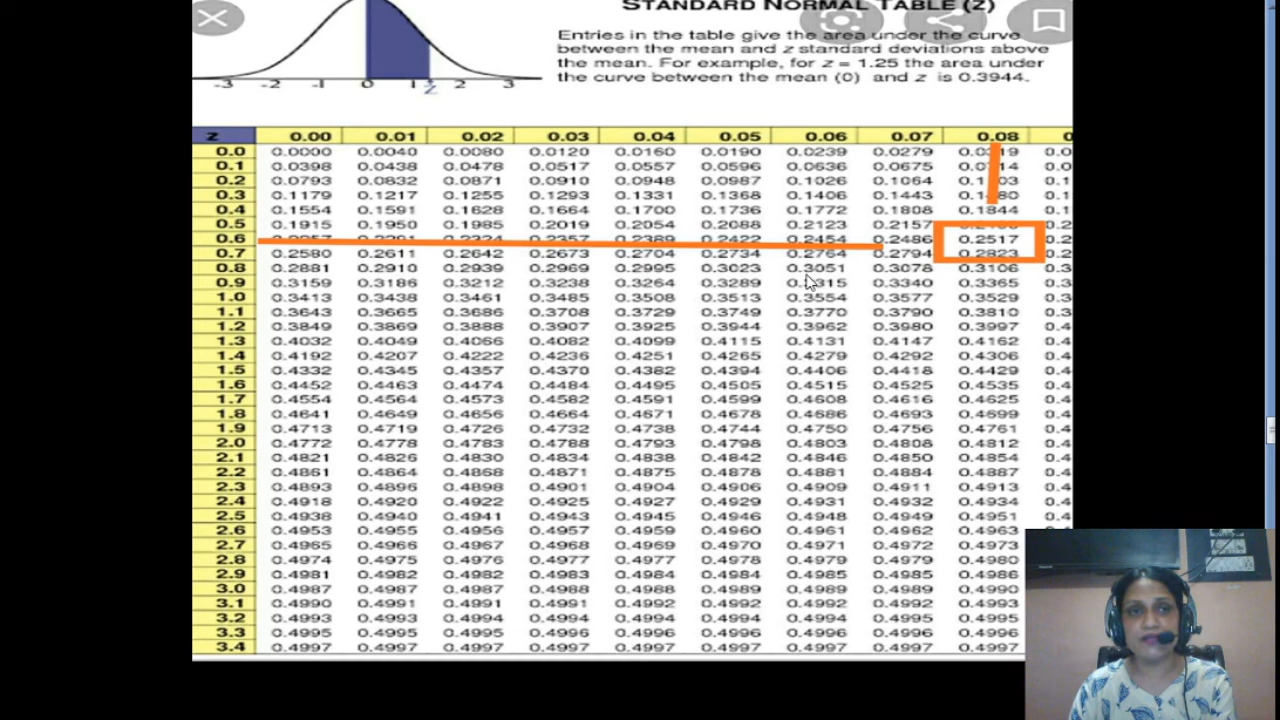 STANDARD NORMAL TABLE (Z)
Entries in the table give the area under the curve
between the mean and z standard deviations above
the mean. For example, for z = 1.25 the area under
the curve between the mean (0) and z is 0.3944.
-3 -2 -1 0 1 2 3
z
z 0.00 0.01 0.02 0.03 0.04 0.05 0.06 0.07 0.08
0.0 0.0000 0.0040 0.0080 0.0120 0.0160 0.0190 0.0239 0.0279
0.1 0.0398 0.0438 0.0478 0.0517 0.0557 0.0596 0.0636 0.0675
0.2 0.0793 0.0832 0.0871 0.0910 0.0948 0.0987 0.1026 0.1064
0.3 0.1179 0.1217 0.1255 0.1293 0.1331 0.1368 0.1406 0.1443
0.4 0.1554 0.1591 0.1628 0.1664 0.1700 0.1736 0.1772 0.1808 0.1844
0.5 0.1915 0.1950 0.1985 0.2019 0.2054 0.2088 0.2123 0.2157
0.6 0.2357 0.2389 0.2422 0.2454 0.2486 0.2517
0.7 0.2580 0.2611 0.2642 0.2673 0.2704 0.2734 0.2764 0.2794 0.2823
0.8 0.2881 0.2910 0.2939 0.2969 0.2995 0.3023 0.3051 0.3078 0.3106
0.9 0.3159 0.3186 0.3212 0.3238 0.3264 0.3289 0.3340 0.3365
1.0 0.3413 0.3438 0.3461 0.3485 0.3508 0.3513 0.3554 0.3577 0.3529
1.1 0.3643 0.3665 0.3686 0.3708 0.3729 0.3749 0.3770 0.3790 0.3810
1.2 0.3849 0.3869 0.3888 0.3907 0.3925 0.3944 0.3962 0.3980 0.3997
1.3 0.4032 0.4049 0.4066 0.4082 0.4099 0.4115 0.4131 0.4147 0.4162
1.4 0.4192 0.4207 0.4222 0.4236 0.4251 0.4265 0.4279 0.4292 0.4306
1.5 0.4332 0.4345 0.4357 0.4370 0.4382 0.4394 0.4406 0.4418 0.4429
1.6 0.4452 0.4463 0.4474 0.4484 0.4495 0.4505 0.4515 0.4525 0.4535
1.7 0.4554 0.4564 0.4573 0.4582 0.4591 0.4599 0.4608 0.4616 0.4625
1.8 0.4641 0.4649 0.4656 0.4664 0.4671 0.4678 0.4686 0.4693 0.4699
1.9 0.4713 0.4719 0.4726 0.4732 0.4738 0.4744 0.4750 0.4756 0.4761
2.0 0.4772 0.4778 0.4783 0.4788 0.4793 0.4798 0.4803 0.4808 0.4812
2.1 0.4821 0.4826 0.4830 0.4834 0.4838 0.4842 0.4846 0.4850 0.4854
2.2 0.4861 0.4864 0.4868 0.4871 0.4875 0.4878 0.4881 0.4884 0.4887
2.3 0.4893 0.4896 0.4898 0.4901 0.4904 0.4906 0.4909 0.4911 0.4913
2.4 0.4918 0.4920 0.4922 0.4925 0.4927 0.4929 0.4931 0.4932 0.4934
2.5 0.4938 0.4940 0.4941 0.4943 0.4945 0.4946 0.4948 0.4949 0.4951
2.6 0.4953 0.4955 0.4956 0.4957 0.4959 0.4960 0.4961 0.4962 0.4963
2.7 0.4965 0.4966 0.4967 0.4968 0.4969 0.4970 0.4971 0.4972 0.4973
2.8 0.4974 0.4975 0.4976 0.4977 0.4977 0.4978 0.4979 0.4979 0.4980
2.9 0.4981 0.4982 0.4982 0.4983 0.4984 0.4984 0.4985 0.4985 0.4986
3.0 0.4987 0.4987 0.4987 0.4988 0.4988 0.4989 0.4989 0.4989 0.4990
3.1 0.4990 0.4991 0.4991 0.4991 0.4992 0.4992 0.4992 0.4992 0.4993
3.2 0.4993 0.4993 0.4994 0.4994 0.4994 0.4994 0.4994 0.4995 0.4995
3.3 0.4995 0.4995 0.4995 0.4996 0.4996 0.4996 0.4996 0.4996 0.4996
3.4 0.4997 0.4997 0.4997 0.4997 0.4997 0.4997 0.4997 0.4997 0.4997